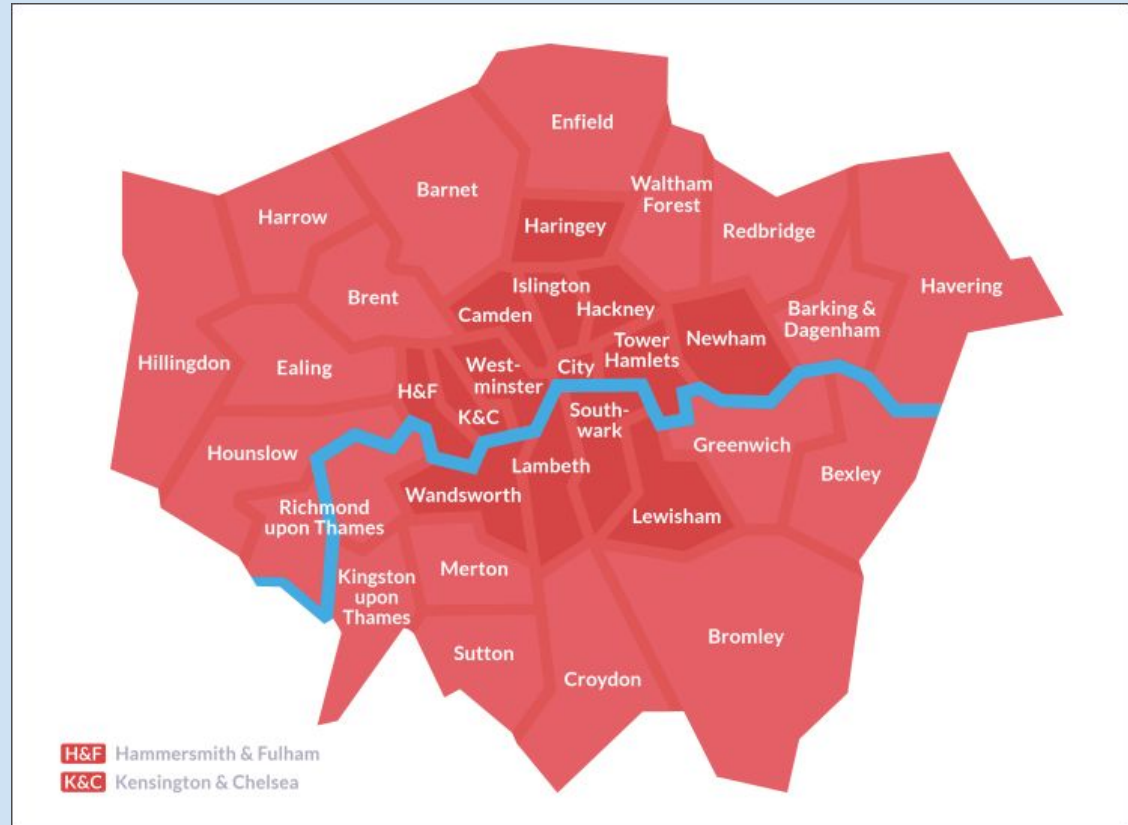 Enfield
Barnet
Waltham
Forest
Harrow
Haringey
Redbridge
Havering
Islington
Brent
Hackney
Camden
Barking &
Dagenham
Newham
Tower
Hamlets
Hillingdon
Ealing
West-
minster
City
H&F
K&C
South-
wark
Greenwich
Hounslow
Lambeth
Bexley
Wandsworth
Richmond
upon Thames
Lewisham
Merton
Kingston
upon
Thames
Bromley
Sutton
Croydon
H&F Hammersmith & Fulham
K&C Kensington & Chelsea